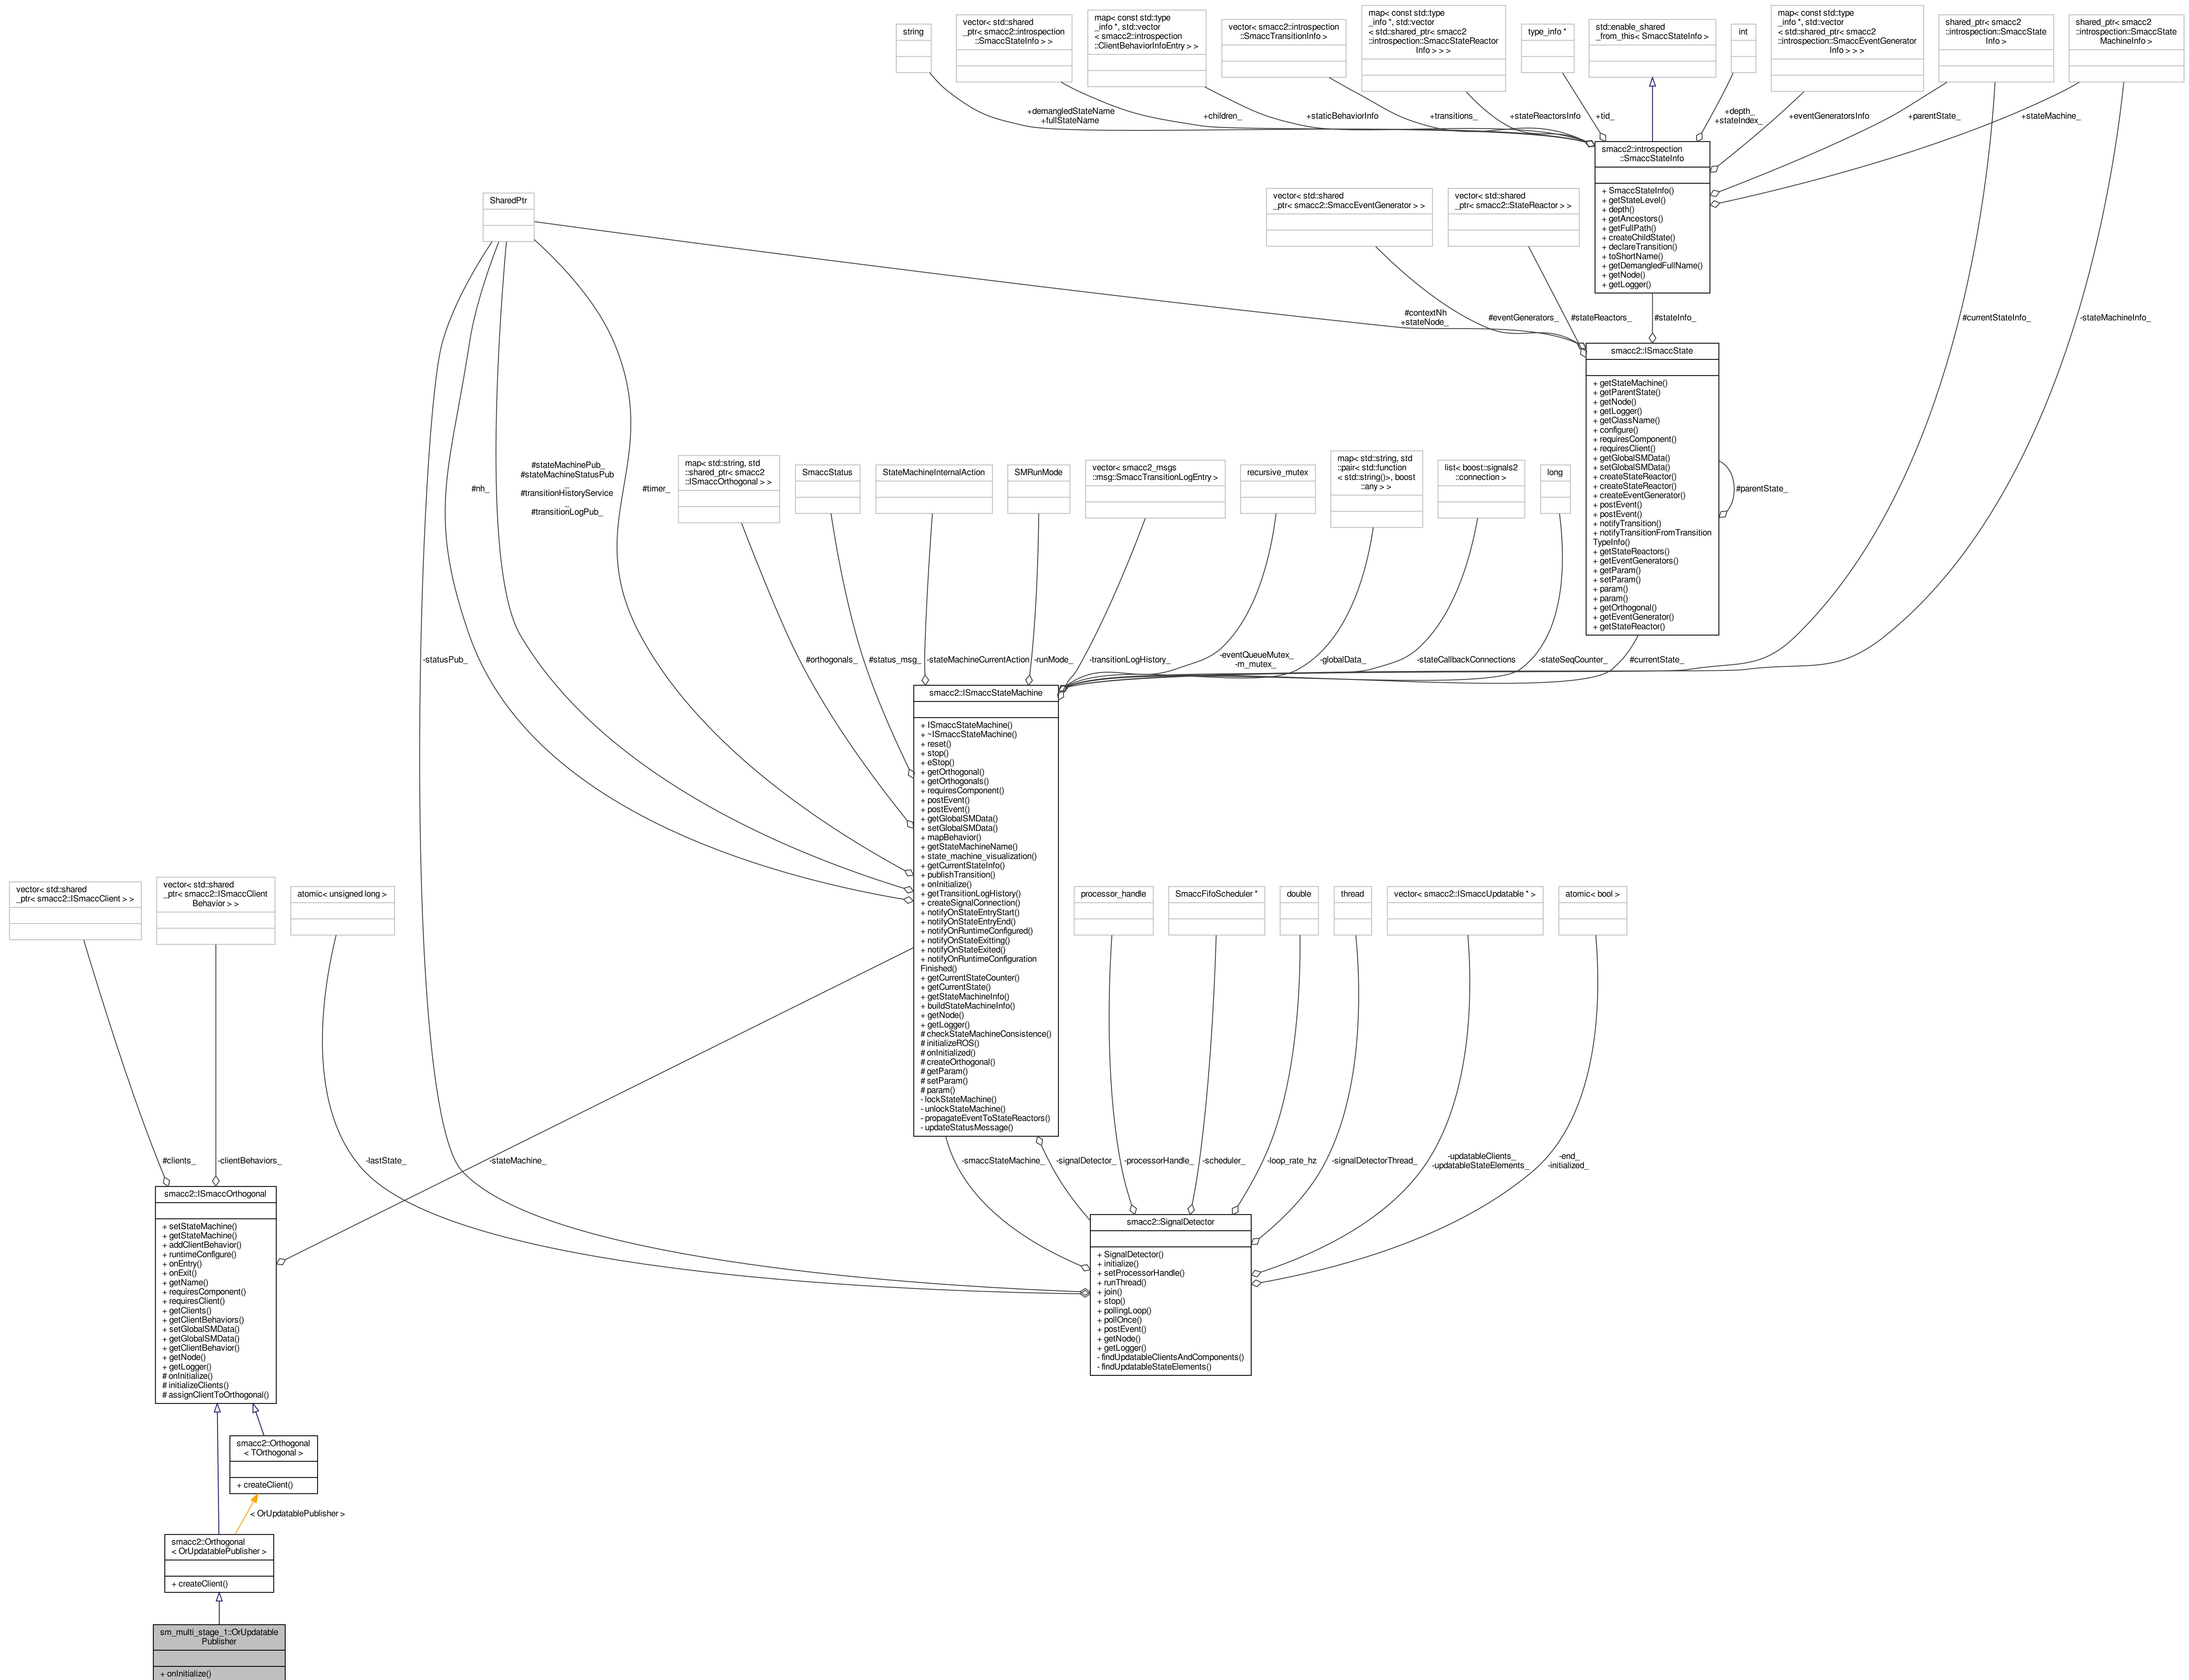 string
vector< std::shared
_ptr< smacc2::introspection
::SmaccStateInfo > >
map< const std::type
_info *, std::vector
< smacc2::introspection
::ClientBehaviorInfoEntry > >
vector< smacc2::introspection
::SmaccTransitionInfo >
map< const std::type
_info *, std::vector
< std::shared_ptr< smacc2
::introspection::SmaccStateReactor
Info > > >
type_info *
std::enable_shared
_from_this< SmaccStateInfo >
int
map< const std::type
_info *, std::vector
< std::shared_ptr< smacc2
::introspection::SmaccEventGenerator
Info > > >
shared_ptr< smacc2
::introspection::SmaccState
Info >
shared_ptr< smacc2
::introspection::SmaccState
MachineInfo >
+demangledStateName
+fullStateName
+children_
+staticBehaviorInfo
+transitions_
+stateReactorsInfo
+tid_
+depth_
+stateIndex_
+eventGeneratorsInfo
+parentState_
+stateMachine_
smacc2::introspection
::SmaccStateInfo
+ SmaccStateInfo()
+ getStateLevel()
+ depth()
+ getAncestors()
+ getFullPath()
+ createChildState()
+ declareTransition()
+ toShortName()
+ getDemangledFullName()
+ getNode()
+ getLogger()
SharedPtr
vector< std::shared
_ptr< smacc2::SmaccEventGenerator > >
vector< std::shared
_ptr< smacc2::StateReactor > >
#contextNh
+stateNode_
#eventGenerators_
#stateReactors_
#stateInfo_
#currentStateInfo_
-stateMachineInfo_
smacc2::ISmaccState
+ getStateMachine()
+ getParentState()
+ getNode()
+ getLogger()
+ getClassName()
+ configure()
+ requiresComponent()
+ requiresClient()
+ getGlobalSMData()
+ setGlobalSMData()
+ createStateReactor()
+ createEventGenerator()
+ postEvent()
+ postEvent()
+ notifyTransition()
+ notifyTransitionFromTransition
TypeInfo()
+ getStateReactors()
+ getEventGenerators()
+ getParam()
+ setParam()
+ param()
+ param()
+ getOrthogonal()
+ getEventGenerator()
+ getStateReactor()
#parentState_
#nh_
#stateMachinePub_
#stateMachineStatusPub
_
#transitionHistoryService
_
#transitionLogPub_
#timer_
map< std::string, std
::shared_ptr< smacc2
::ISmaccOrthogonal > >
SmaccStatus
StateMachineInternalAction
SMRunMode
vector< smacc2_msgs
::msg::SmaccTransitionLogEntry >
recursive_mutex
map< std::string, std
::pair< std::function
< std::string()>, boost
::any > >
list< boost::signals2
::connection >
long
-statusPub_
#orthogonals_
#status_msg_
-stateMachineCurrentAction
-runMode_
-transitionLogHistory_
-eventQueueMutex_
-m_mutex_
-globalData_
-stateCallbackConnections
-stateSeqCounter_
#currentState_
smacc2::ISmaccStateMachine
+ ISmaccStateMachine()
+ ~ISmaccStateMachine()
+ reset()
+ stop()
+ eStop()
+ getOrthogonal()
+ getOrthogonals()
+ requiresComponent()
+ postEvent()
+ postEvent()
+ getGlobalSMData()
+ setGlobalSMData()
+ mapBehavior()
+ getStateMachineName()
+ state_machine_visualization()
+ getCurrentStateInfo()
+ publishTransition()
+ onInitialize()
+ getTransitionLogHistory()
+ createSignalConnection()
+ notifyOnStateEntryStart()
+ notifyOnStateEntryEnd()
+ notifyOnRuntimeConfigured()
+ notifyOnStateExitting()
+ notifyOnStateExited()
+ notifyOnRuntimeConfiguration
Finished()
+ getCurrentStateCounter()
+ getCurrentState()
+ getStateMachineInfo()
+ buildStateMachineInfo()
+ getNode()
+ getLogger()
# checkStateMachineConsistence()
# initializeROS()
# onInitialized()
# createOrthogonal()
# getParam()
# setParam()
# param()
- lockStateMachine()
- unlockStateMachine()
- propagateEventToStateReactors()
- updateStatusMessage()
vector< std::shared
_ptr< smacc2::ISmaccClient > >
vector< std::shared
_ptr< smacc2::ISmaccClient
Behavior > >
atomic< unsigned long >
processor_handle
SmaccFifoScheduler *
double
thread
vector< smacc2::ISmaccUpdatable * >
atomic< bool >
#clients_
-clientBehaviors_
-lastState_
-stateMachine_
-smaccStateMachine_
-signalDetector_
-processorHandle_
-scheduler_
-loop_rate_hz
-signalDetectorThread_
-updatableClients_
-updatableStateElements_
-end_
-initialized_
smacc2::ISmaccOrthogonal
+ setStateMachine()
+ getStateMachine()
+ addClientBehavior()
+ runtimeConfigure()
+ onEntry()
+ onExit()
+ getName()
+ requiresComponent()
+ requiresClient()
+ getClients()
+ getClientBehaviors()
+ setGlobalSMData()
+ getGlobalSMData()
+ getClientBehavior()
+ getNode()
+ getLogger()
# onInitialize()
# initializeClients()
# assignClientToOrthogonal()
smacc2::SignalDetector
+ SignalDetector()
+ initialize()
+ setProcessorHandle()
+ runThread()
+ join()
+ stop()
+ pollingLoop()
+ pollOnce()
+ postEvent()
+ getNode()
+ getLogger()
- findUpdatableClientsAndComponents()
- findUpdatableStateElements()
smacc2::Orthogonal
< TOrthogonal >
+ createClient()
< OrUpdatablePublisher >
smacc2::Orthogonal
< OrUpdatablePublisher >
+ createClient()
sm_multi_stage_1::OrUpdatable
Publisher
+ onInitialize()